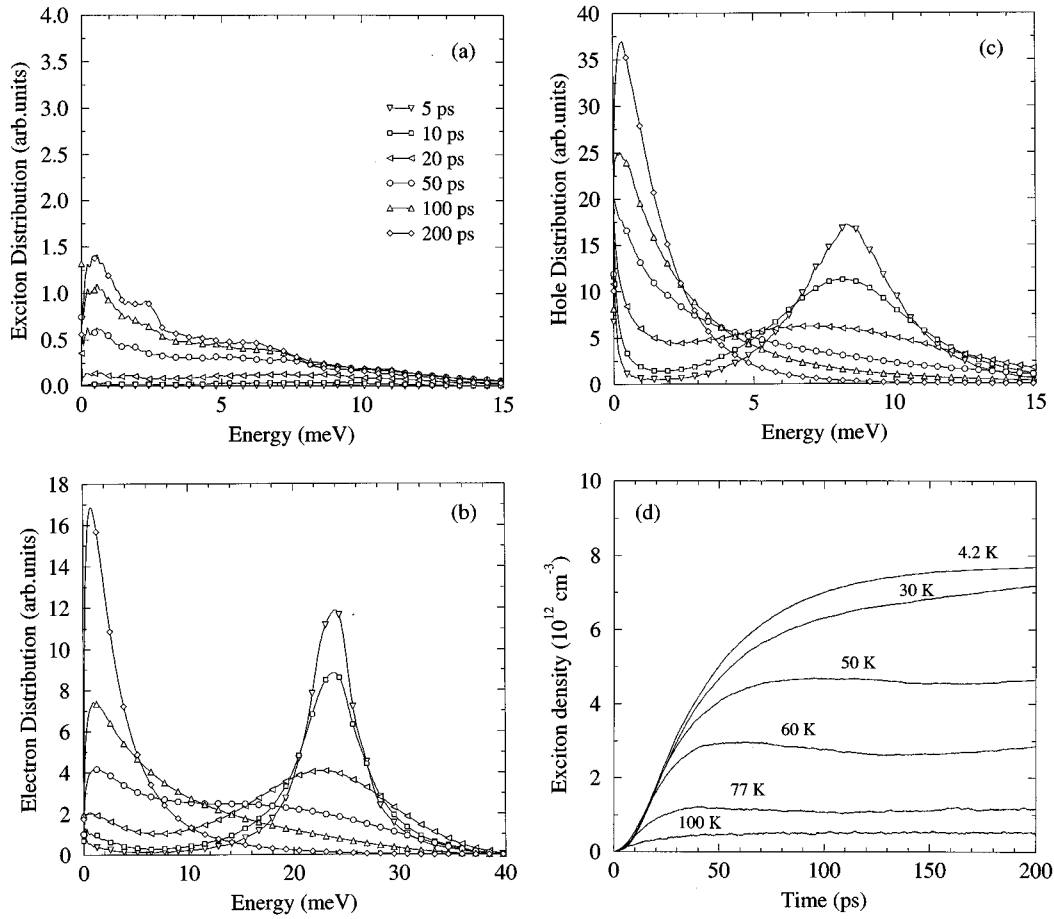 (a)
Exciton Distribution (arb.units)
4.0
3.5
3.0
2.5
2.0
1.5
1.0
0.5
0.0
5 ps
10 ps
20 ps
50 ps
100 ps
200 ps
0 5 10 15
Energy (meV)
(c)
Hole Distribution (arb.units)
40
35
30
25
20
15
10
5
0
0 5 10 15
Energy (meV)
(b)
Electron Distribution (arb.units)
18
16
14
12
10
8
6
4
2
0
0 10 20 30 40
Energy (meV)
(d)
Exciton density (10¹² cm⁻³)
10
8
6
4
2
0
4.2 K
30 K
50 K
60 K
77 K
100 K
0 50 100 150 200
Time (ps)